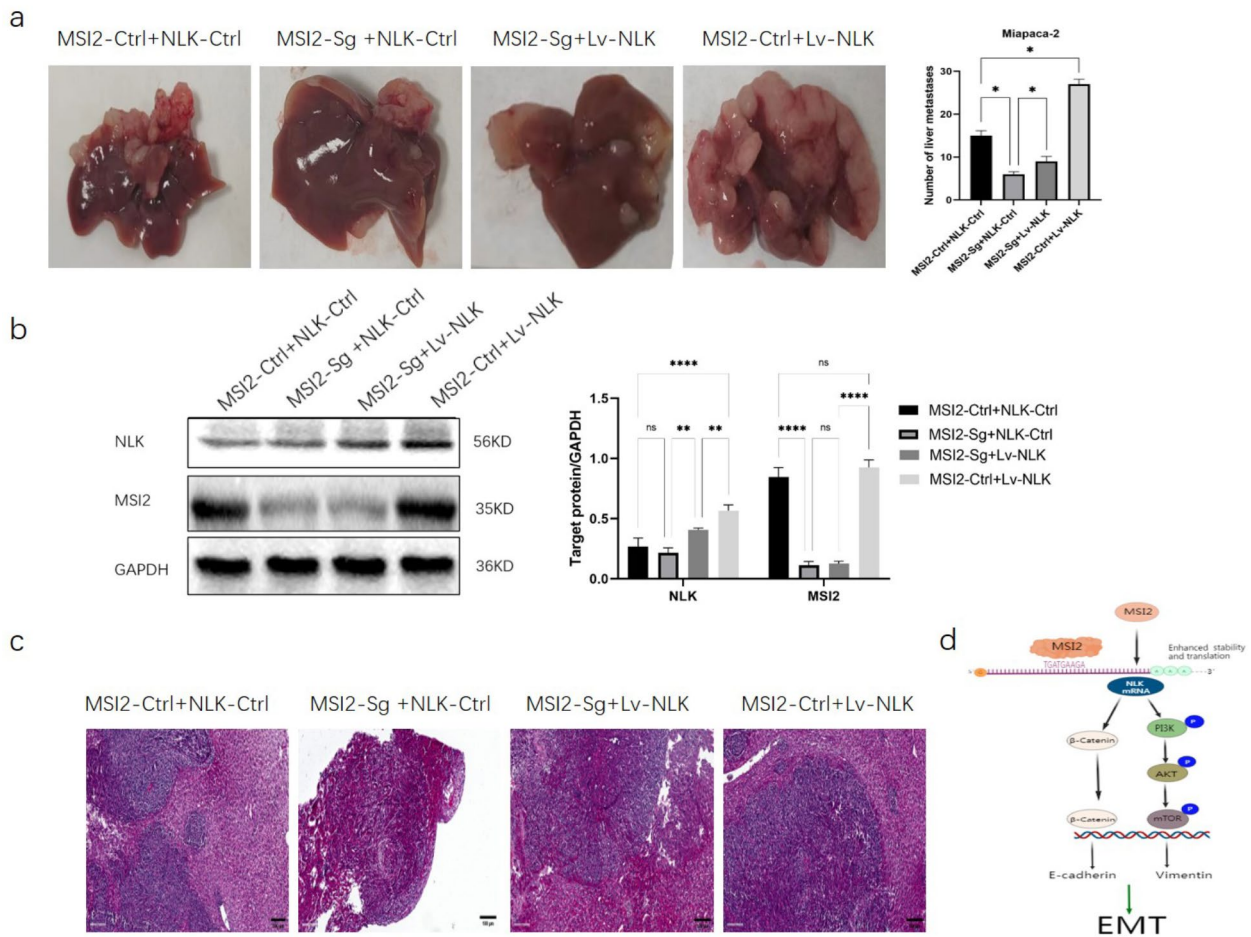 a
MSI2-Ctrl+NLK-Ctrl
MSI2-Sg +NLK-Ctrl
MSI2-Sg+Lv-NLK
MSI2-Ctrl+Lv-NLK
Miapaca-2
Number of liver metastases
30
20
10
0
*
*
*
MSI2-Ctrl+NLK-Ctrl
MSI2-Sg+NLK-Ctrl
MSI2-Sg+Lv-NLK
MSI2-Ctrl+Lv-NLK
b
MSI2-Ctrl+NLK-Ctrl
MSI2-Sg +NLK-Ctrl
MSI2-Sg+Lv-NLK
MSI2-Ctrl+Lv-NLK
NLK
56KD
MSI2
35KD
GAPDH
36KD
Target protein/GAPDH
1.5
1.0
0.5
0.0
****
ns
**
**
ns
****
****
ns
NLK
MSI2
MSI2-Ctrl+NLK-Ctrl
MSI2-Sg+NLK-Ctrl
MSI2-Sg+Lv-NLK
MSI2-Ctrl+Lv-NLK
c
MSI2-Ctrl+NLK-Ctrl
MSI2-Sg +NLK-Ctrl
MSI2-Sg+Lv-NLK
MSI2-Ctrl+Lv-NLK
d
MSI2
MSI2
TGATGAAGA
Enhanced stability
and translation
3'
NLK
mRNA
β-Catenin
PI3K
P
AKT
P
β-Catenin
mTOR
P
E-cadherin
Vimentin
EMT